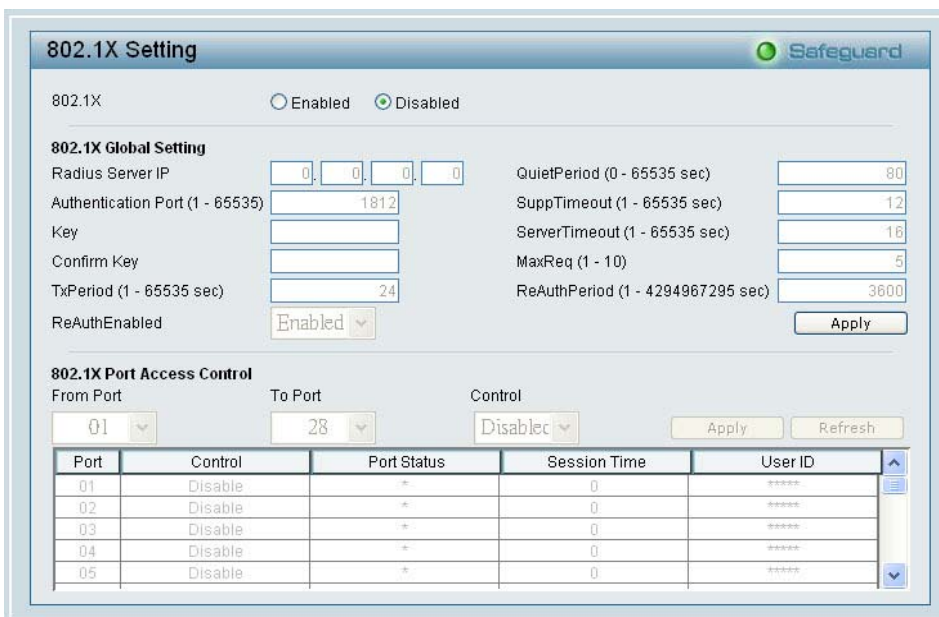 802.1X Setting
Safeguard
802.1X Enabled Disabled
802.1X Global Setting
Radius Server IP 0. 0. 0. 0 QuietPeriod (0 - 65535 sec) 80
Authentication Port (1 - 65535) 1812 SuppTimeout (1 - 65535 sec) 12
Key ServerTimeout (1 - 65535 sec) 16
Confirm Key MaxReq (1 - 10) 5
TxPeriod (1 - 65535 sec) 24 ReAuthPeriod (1 - 4294967295 sec) 3600
ReAuthEnabled Enabled Apply
802.1X Port Access Control
From Port To Port Control
01 28 Disabled Apply Refresh
Port Control Port Status Session Time User ID
01 Disable * 0 *****
02 Disable * 0 *****
03 Disable * 0 *****
04 Disable * 0 *****
05 Disable * 0 *****